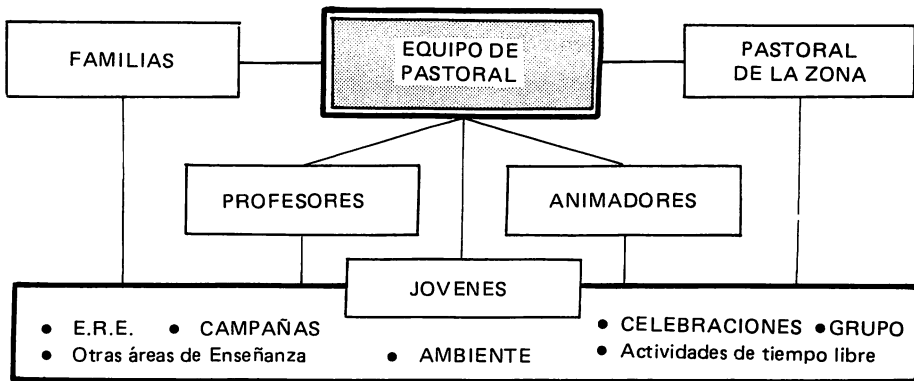 FAMILIAS
EQUIPO DE
PASTORAL
PASTORAL
DE LA ZONA
PROFESORES
ANIMADORES
JOVENES
• E.R.E. • CAMPAÑAS
• CELEBRACIONES • GRUPO
• Otras áreas de Enseñanza
• AMBIENTE
• Actividades de tiempo libre